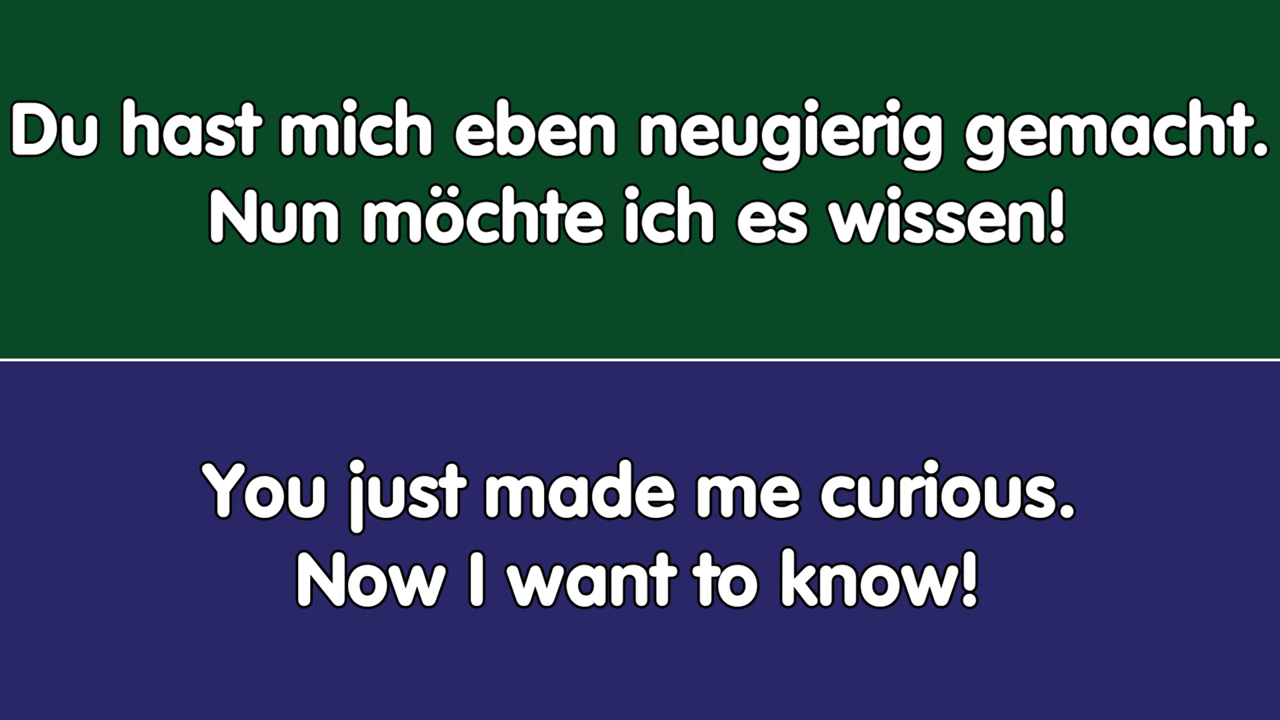 Du hast mich eben neugierig gemacht.
Nun möchte ich es wissen!
You just made me curious.
Now I want to know!